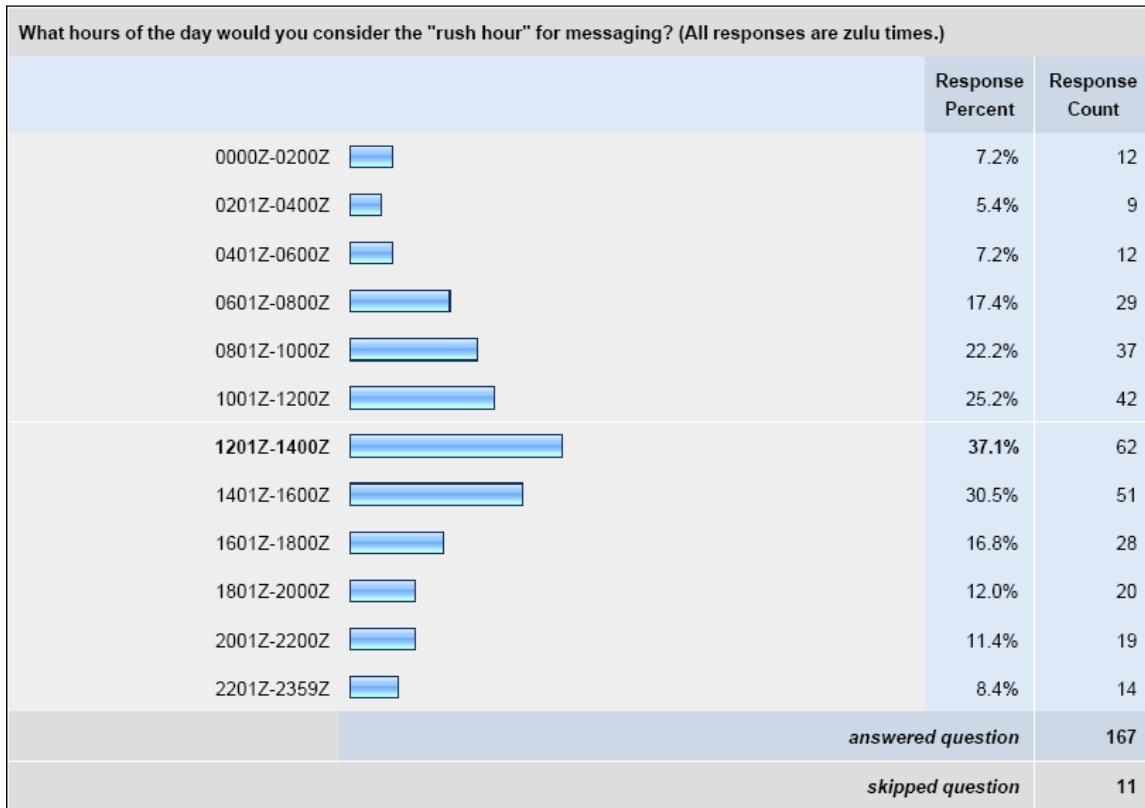 What hours of the day would you consider the "rush hour" for messaging? (All responses are zulu times.)
Response Percent Response Count
0000Z-0200Z 7.2% 12
0201Z-0400Z 5.4% 9
0401Z-0600Z 7.2% 12
0601Z-0800Z 17.4% 29
0801Z-1000Z 22.2% 37
1001Z-1200Z 25.2% 42
1201Z-1400Z 37.1% 62
1401Z-1600Z 30.5% 51
1601Z-1800Z 16.8% 28
1801Z-2000Z 12.0% 20
2001Z-2200Z 11.4% 19
2201Z-2359Z 8.4% 14
answered question 167
skipped question 11